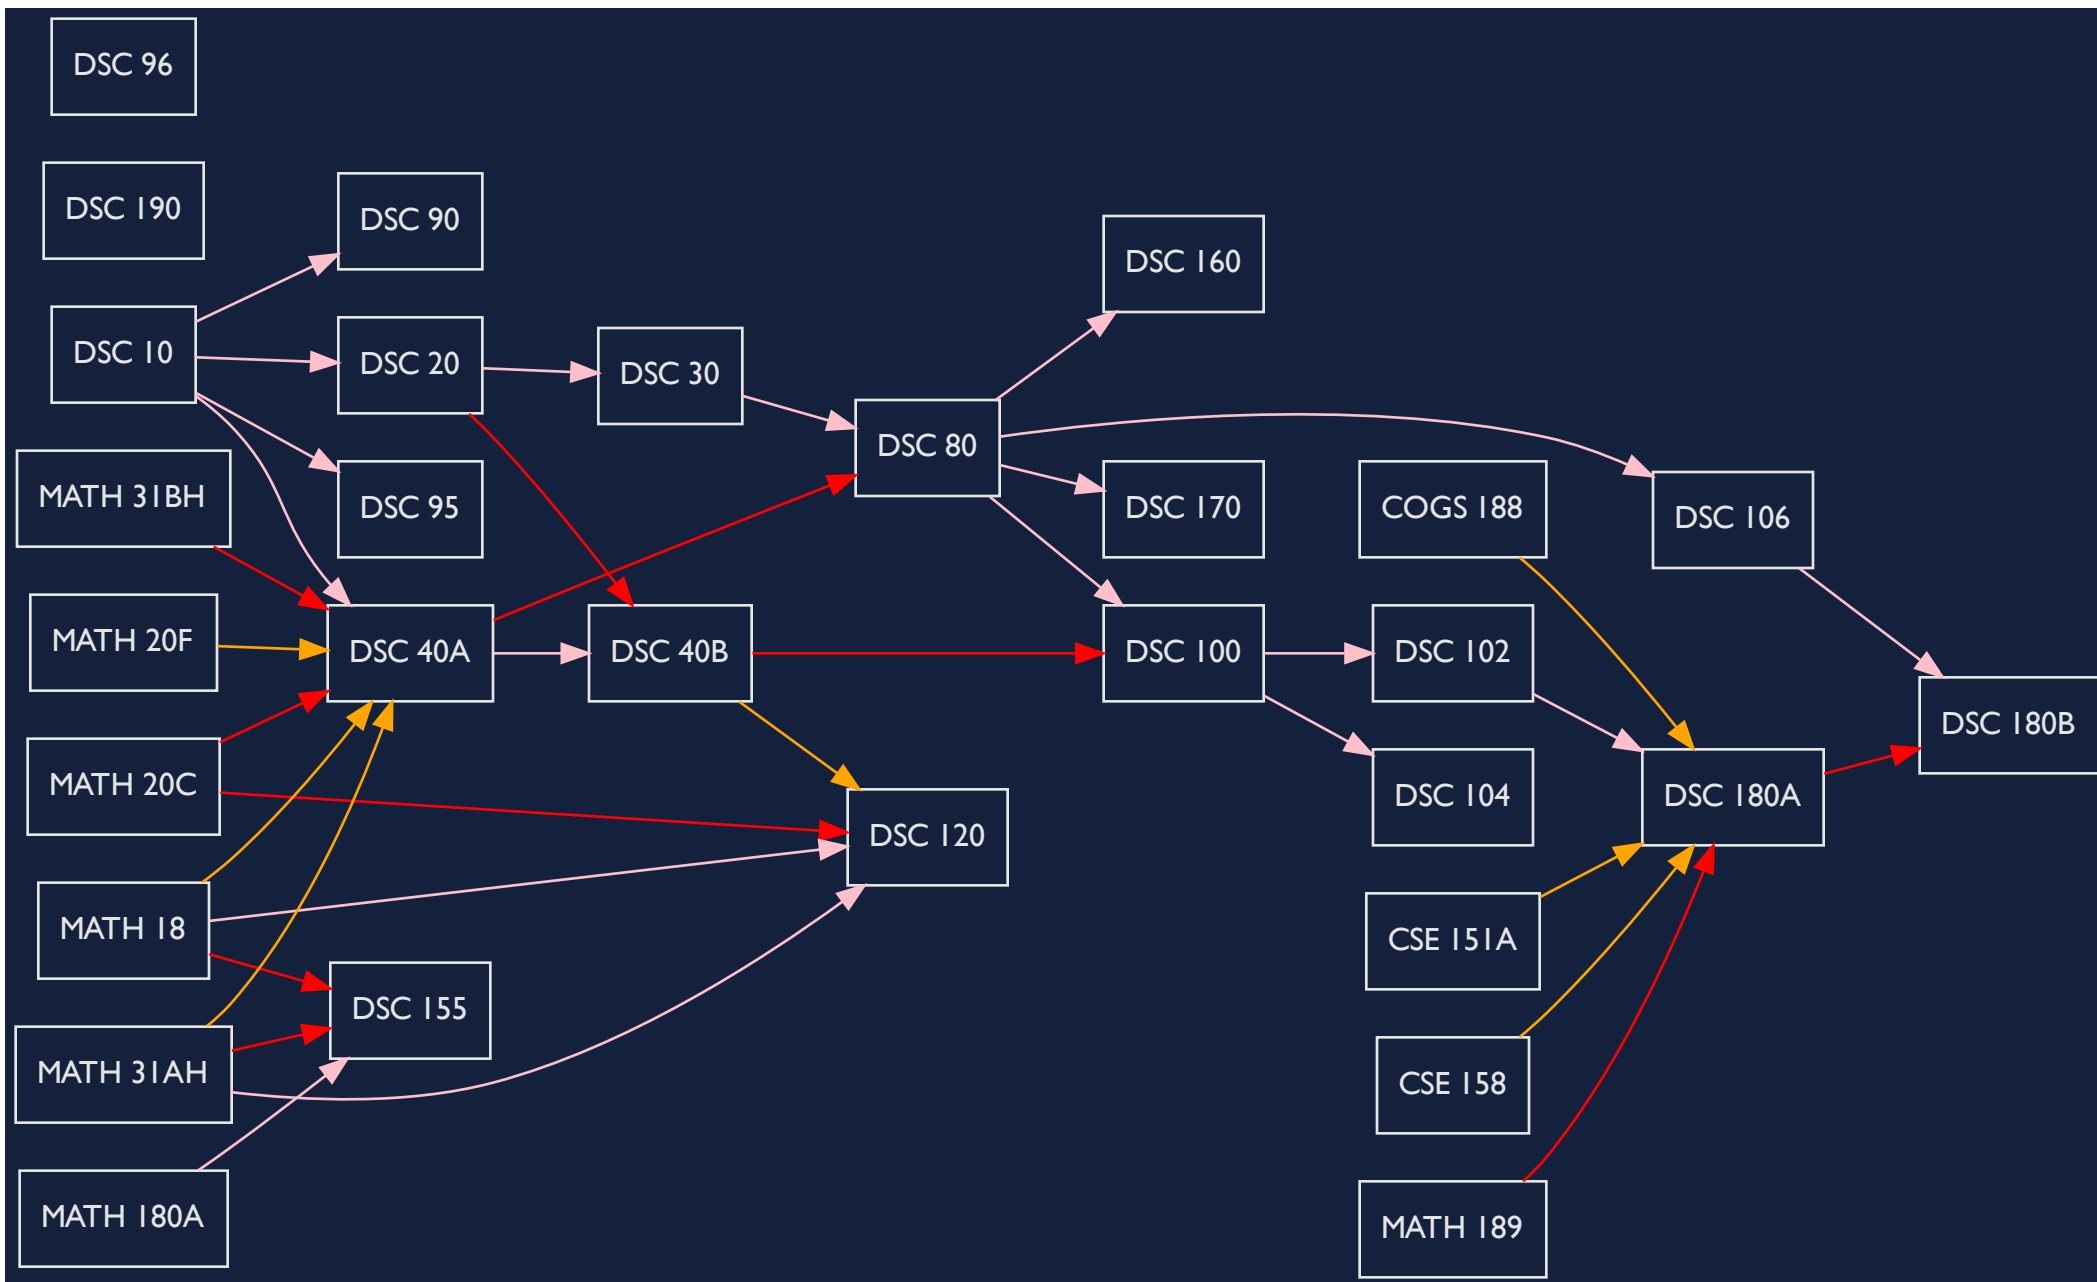 DSC 96
DSC 190
DSC 90
DSC 160
DSC 10
DSC 20
DSC 30
DSC 80
MATH 31BH
DSC 95
DSC 170
COGS 188
DSC 106
MATH 20F
DSC 40A
DSC 40B
DSC 100
DSC 102
DSC 180B
MATH 20C
DSC 120
DSC 104
DSC 180A
MATH 18
CSE 151A
DSC 155
MATH 31AH
CSE 158
MATH 180A
MATH 189